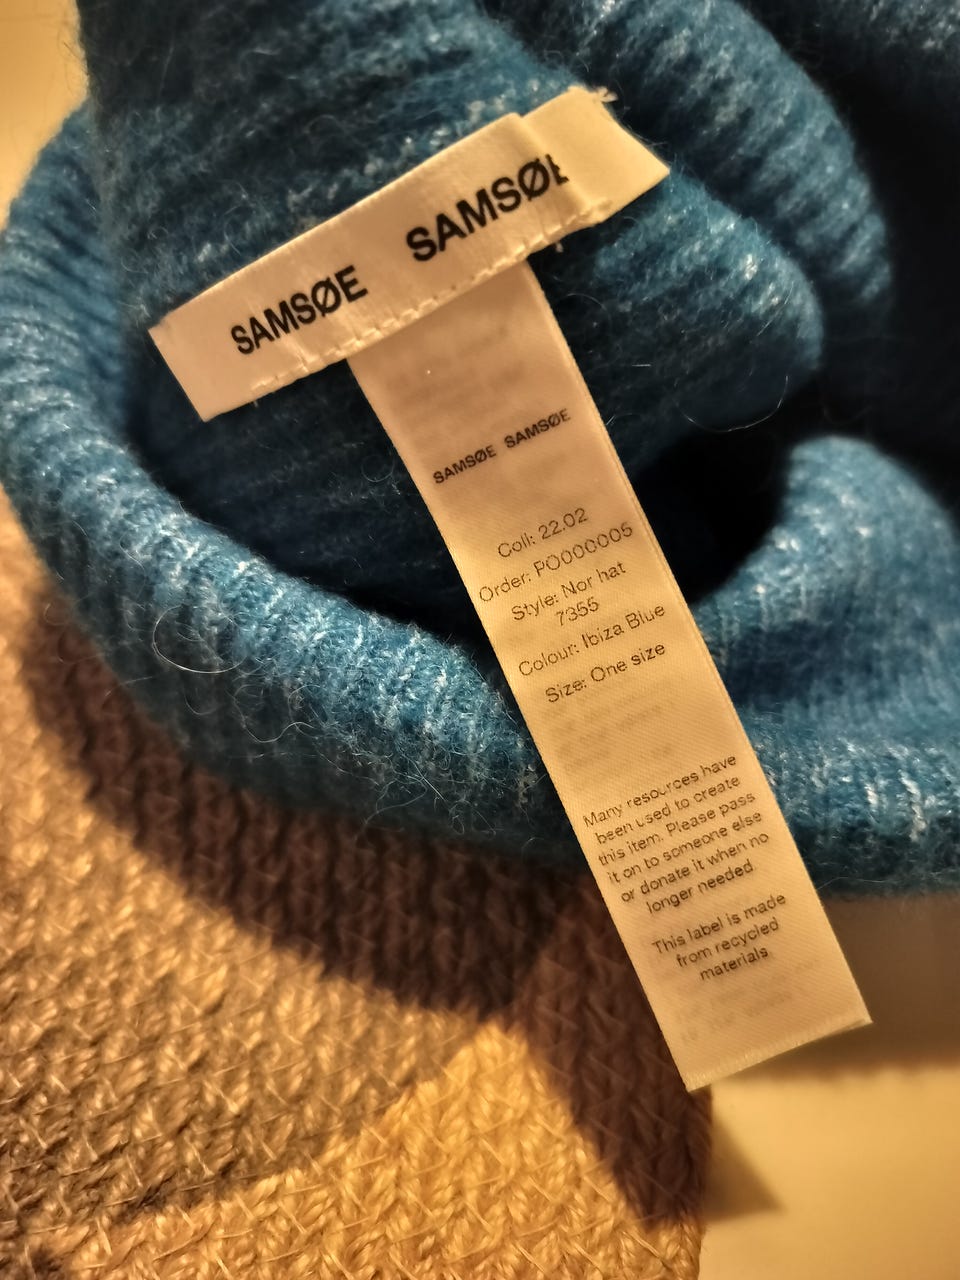 SAMSØE SAMSØE
SAMSØE SAMSØE
Coll: 22.02
Order: PO000005
Style: Nor hat
7355
Colour: Ibiza Blue
Size: One size
Many resources have
been used to create
this item. Please pass
it on to someone else
or donate it when no
longer needed.
This label is made
from recycled
materials